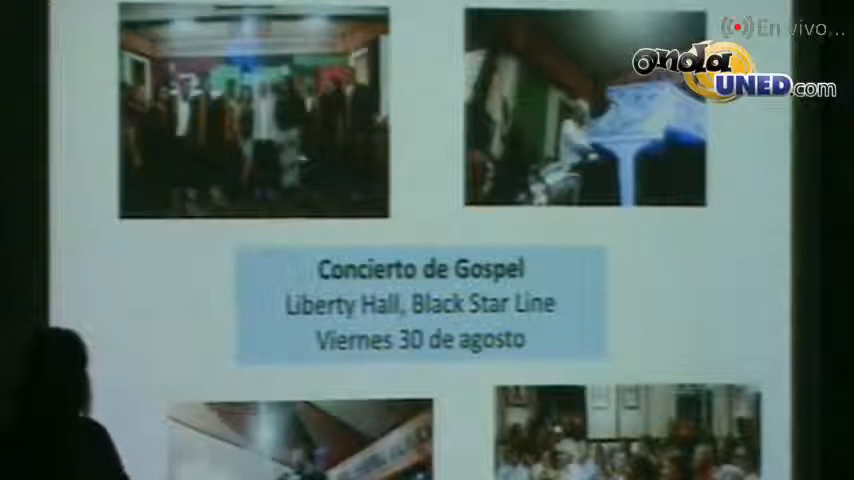 En vivo...
onda
UNED.com
Concierto de Gospel
Liberty Hall, Black Star Line
Viernes 30 de agosto